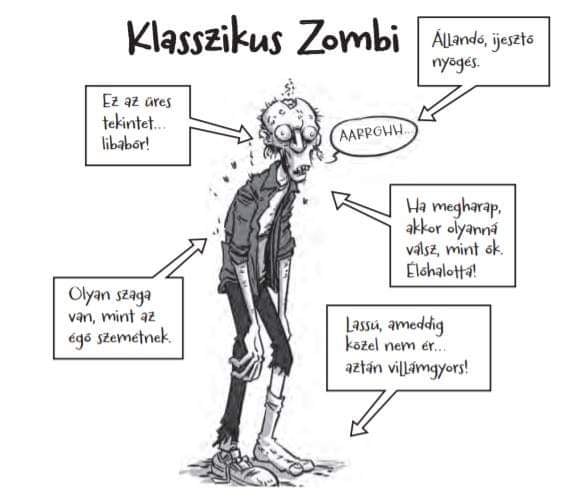 Klasszikus Zombi
Állandó, ijesztő
nyögés.
Ez az üres
tekintet...
libabőr!
AARRGHH...
Ha megharap,
akkor olyanná
válsz, mint ők.
Élőhalottá!
Olyan szaga
van, mint az
égő szemétnek.
Lassú, ameddig
közel nem ér...
aztán villámgyors!